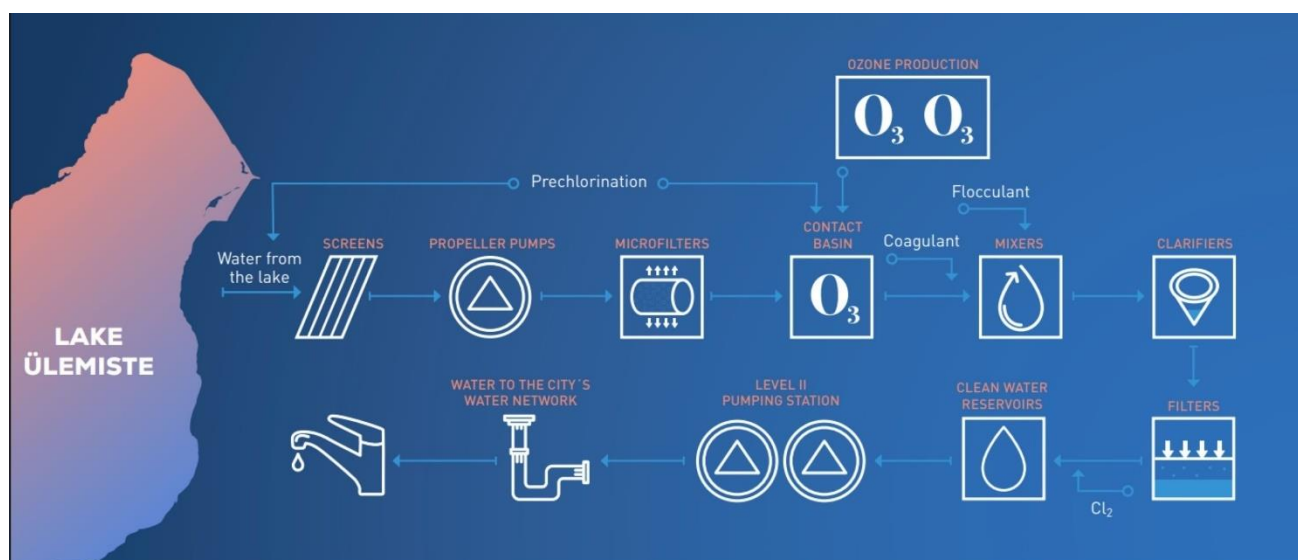 OZONE PRODUCTION
O₃ O₃
Prechlorination
Flocculant
SCREENS
PROPELLER PUMPS
MICROFILTERS
CONTACT
BASIN
Coagulant
MIXERS
CLARIFIERS
Water from
the lake
O₃
LAKE
ÜLEMISTE
WATER TO THE CITY´S
WATER NETWORK
LEVEL II
PUMPING STATION
CLEAN WATER
RESERVOIRS
FILTERS
Cl₂